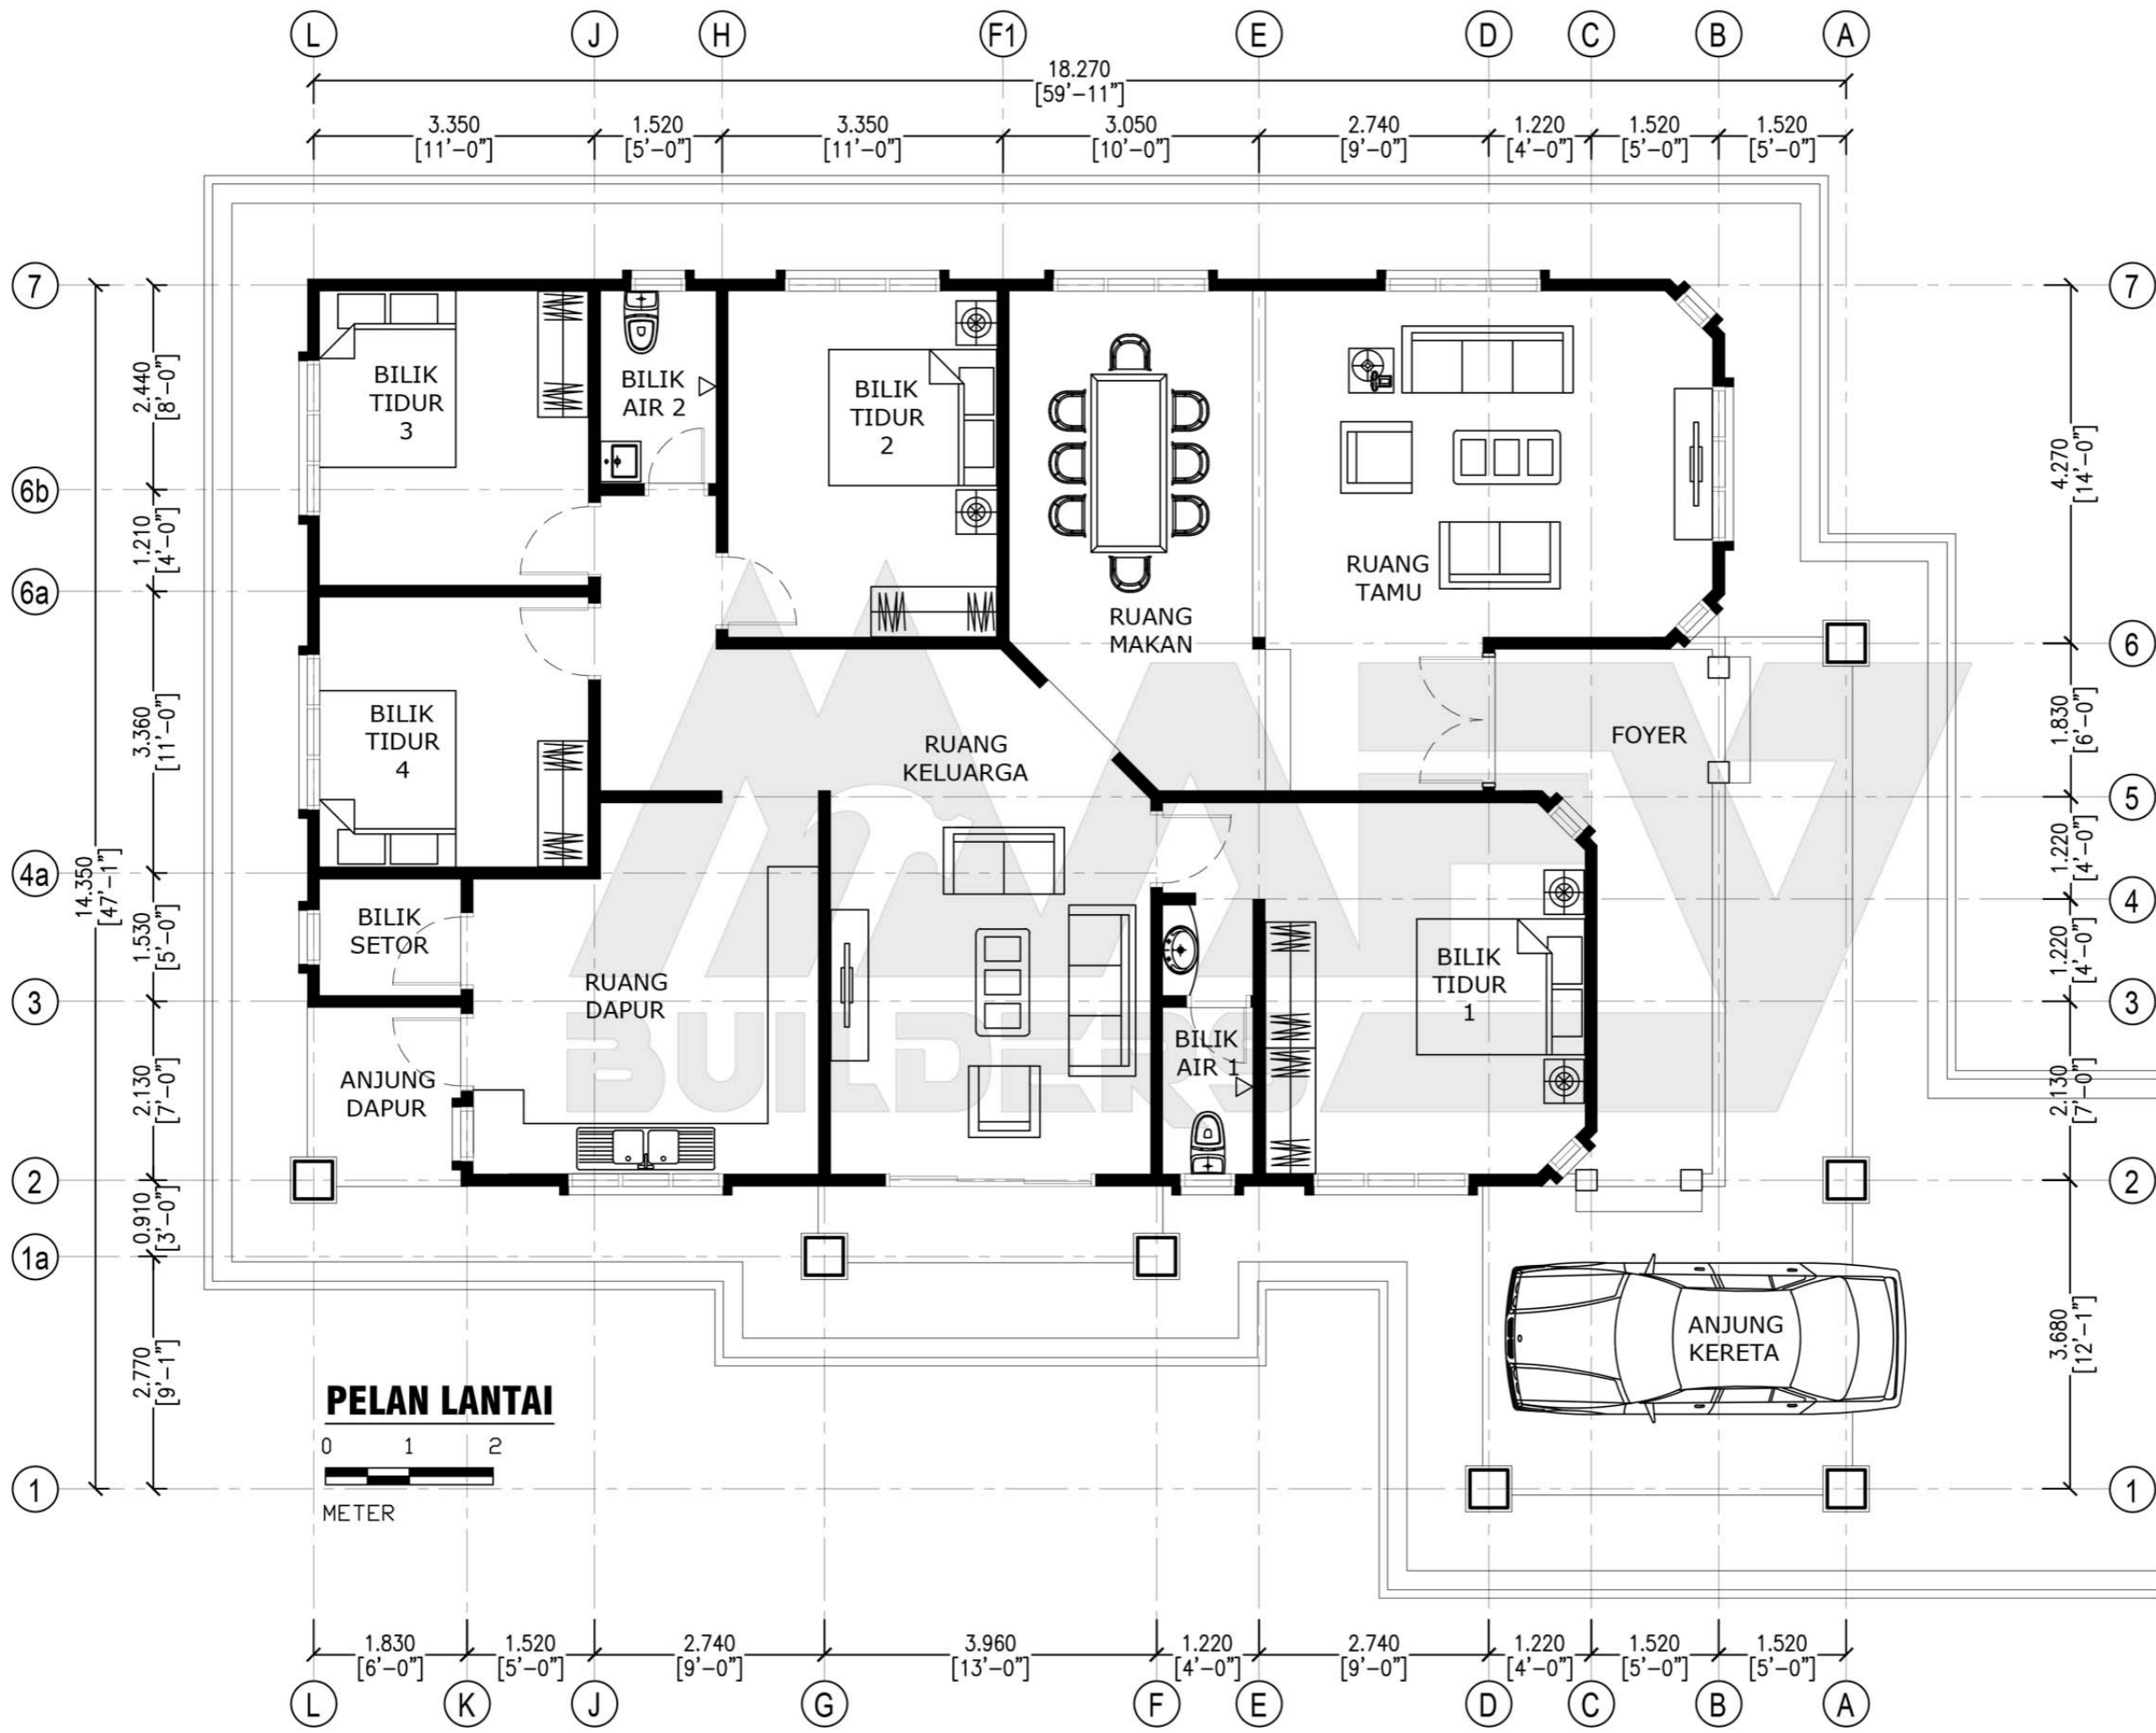 L J H F1 E D C B A
18.270
[59'-11"]
3.350 1.520 3.350 3.050 2.740 1.220 1.520 1.520
[11'-0"] [5'-0"] [11'-0"] [10'-0"] [9'-0"] [4'-0"] [5'-0"] [5'-0"]
7
6b
6a
4a
3
2
1a
1
14.350
[47'-1"]
2.440
[8'-0"]
1.210
[4'-0"]
3.360
[11'-0"]
1.530
[5'-0"]
2.130
[7'-0"]
0.910
[3'-0"]
2.770
[9'-1"]
BILIK
TIDUR
3
BILIK
AIR 2
BILIK
TIDUR
2
RUANG
MAKAN
RUANG
TAMU
BILIK
TIDUR
4
RUANG
KELUARGA
FOYER
BILIK
SETOR
RUANG
DAPUR
ANJUNG
DAPUR
BILIK
AIR 1
BILIK
TIDUR
1
ANJUNG
KERETA
BUILDERS
7
6
5
4
3
2
1
4.270
[14'-0"]
1.830
[6'-0"]
1.220
[4'-0"]
1.220
[4'-0"]
2.130
[7'-0"]
3.680
[12'-1"]
PELAN LANTAI
0 1 2
METER
1.830 1.520 2.740 3.960 1.220 2.740 1.220 1.520 1.520
[6'-0"] [5'-0"] [9'-0"] [13'-0"] [4'-0"] [9'-0"] [4'-0"] [5'-0"] [5'-0"]
L K J G F E D C B A